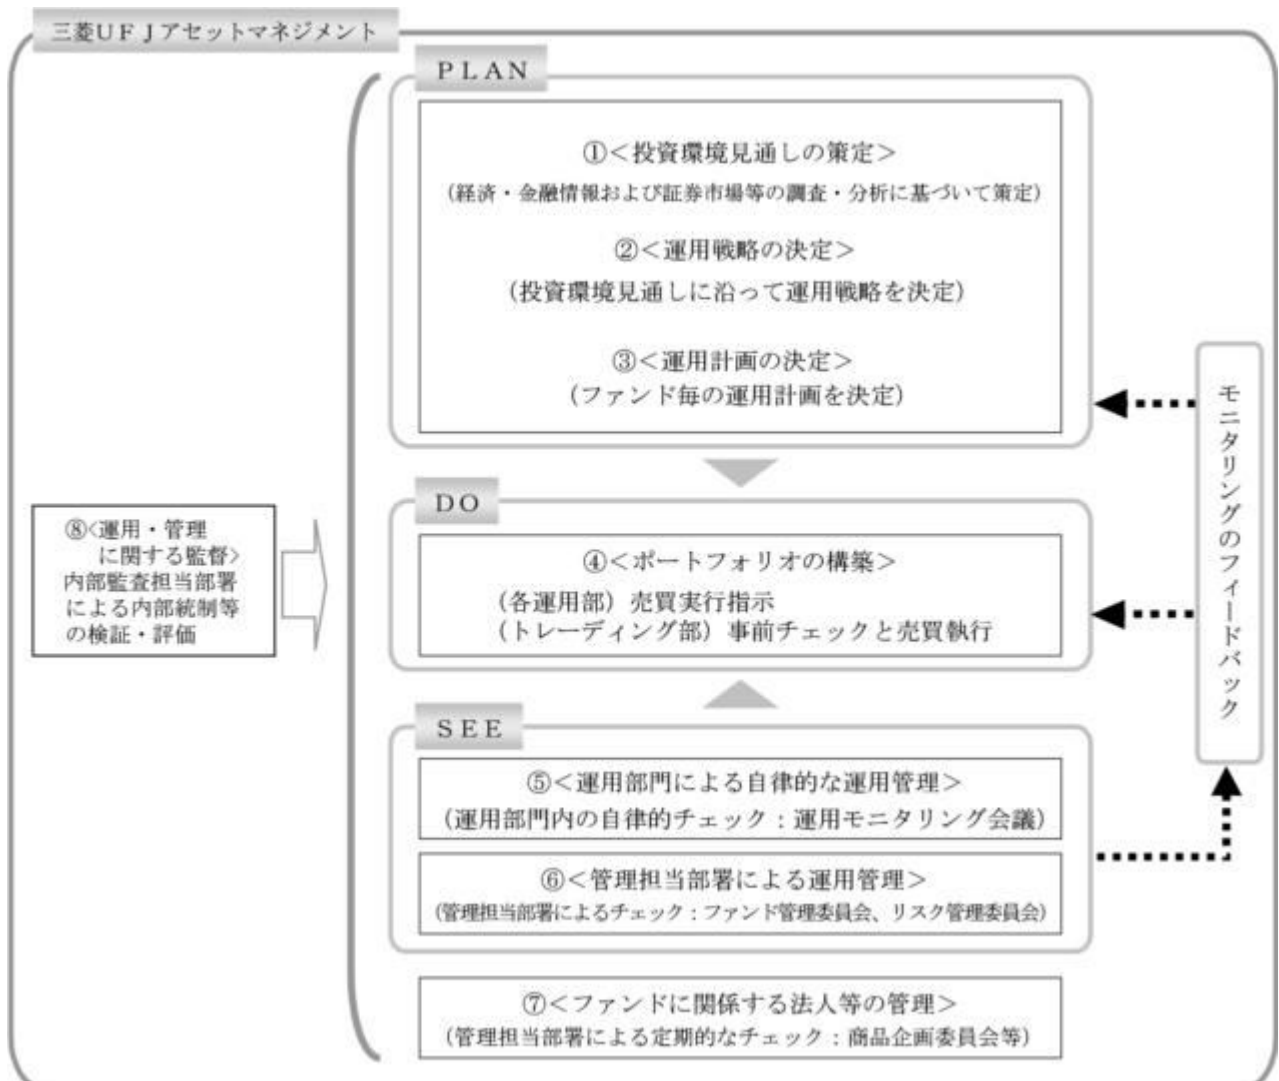 三菱ＵＦＪアセットマネジメント
ＰＬＡＮ
①＜投資環境見通しの策定＞
（経済・金融情報および証券市場等の調査・分析に基づいて策定）
②＜運用戦略の決定＞
（投資環境見通しに沿って運用戦略を決定）
③＜運用計画の決定＞
（ファンド毎の運用計画を決定）
ＤＯ
④＜ポートフォリオの構築＞
（各運用部）売買実行指示
（トレーディング部）事前チェックと売買執行
ＳＥＥ
⑤＜運用部門による自律的な運用管理＞
（運用部門内の自律的チェック：運用モニタリング会議）
⑥＜管理担当部署による運用管理＞
（管理担当部署によるチェック：ファンド管理委員会、リスク管理委員会）
⑦＜ファンドに関係する法人等の管理＞
（管理担当部署による定期的なチェック：商品企画委員会等）
⑧<運用・管理
に関する監督>
内部監査担当部署
による内部統制等
の検証・評価
モニタリングのフィードバック